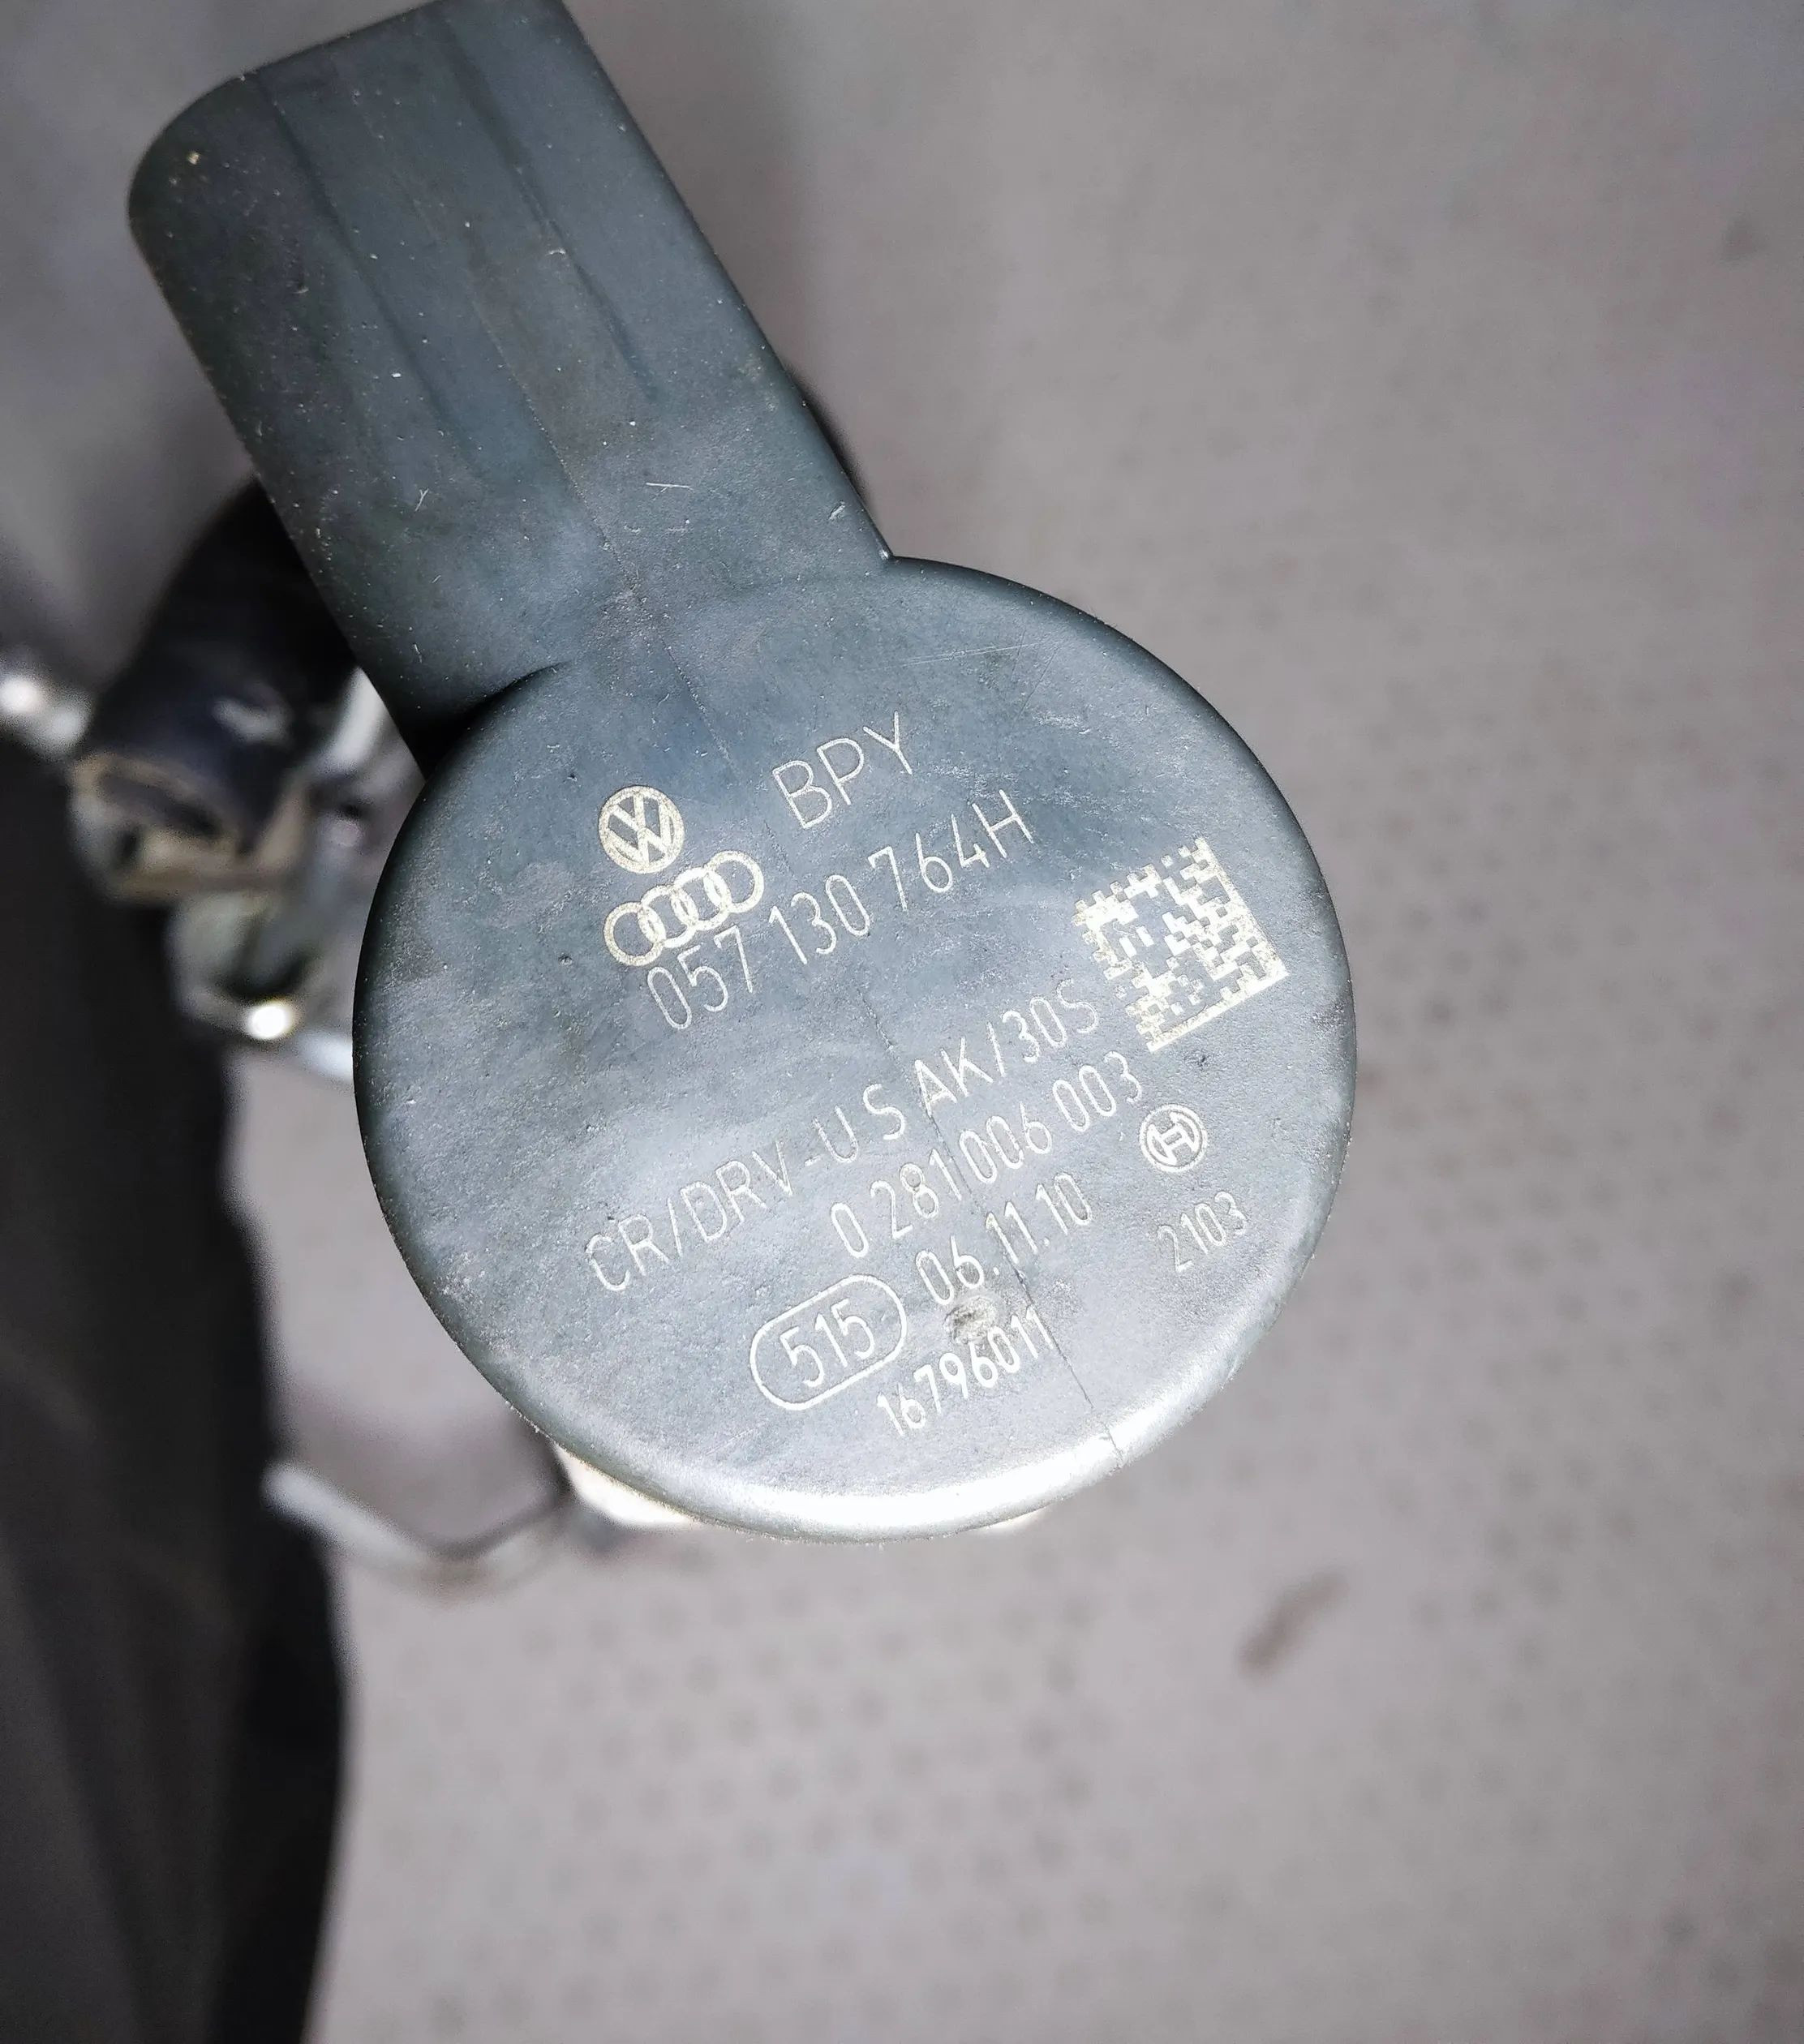 BPY
057 130 764H
CR/DRV-U S AK/30S
0 281 006 003
515 06.11.10 2103
16796011